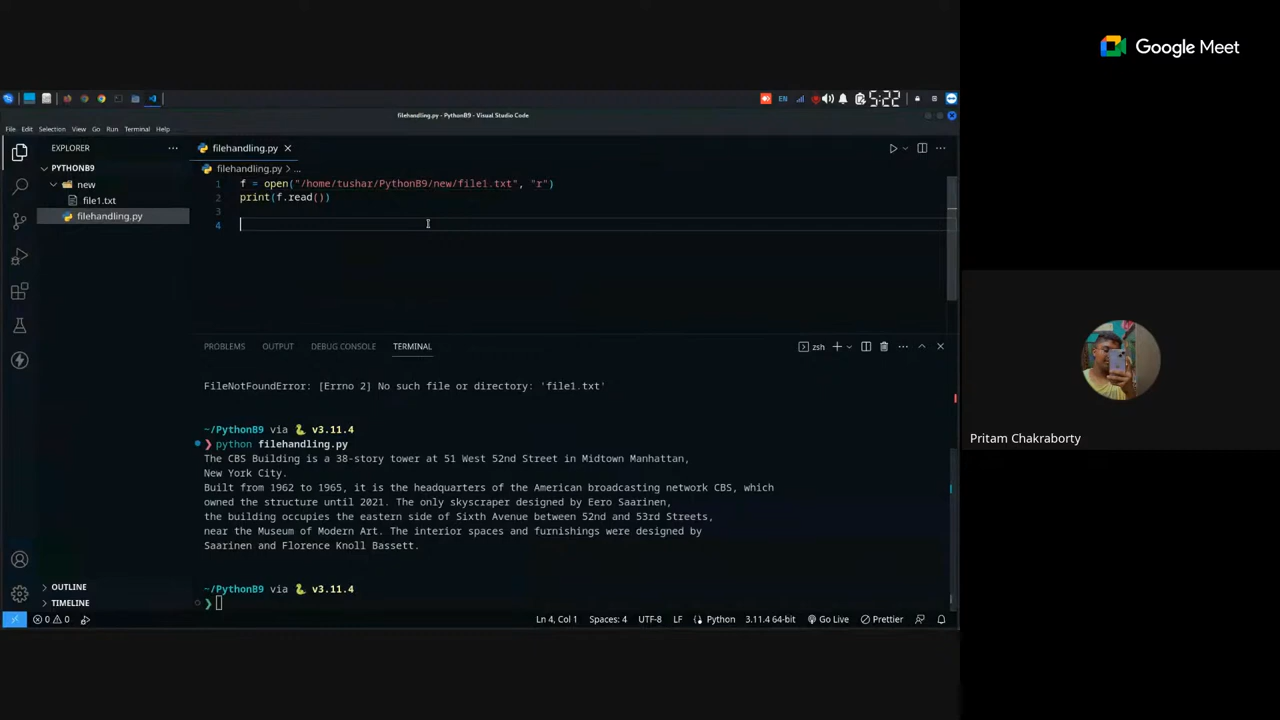 Google Meet
EN
5:22
filehandling.py - PythonB9 - Visual Studio Code
File Edit Selection View Go Run Terminal Help
EXPLORER
PYTHONB9
new
file1.txt
filehandling.py
OUTLINE
TIMELINE
filehandling.py
filehandling.py > ...
1 f = open("/home/tushar/PythonB9/new/file1.txt", "r")
2 print(f.read())
3
4
PROBLEMS OUTPUT DEBUG CONSOLE TERMINAL
zsh
FileNotFoundError: [Errno 2] No such file or directory: 'file1.txt'
~/PythonB9 via 🐍 v3.11.4
❯ python filehandling.py
The CBS Building is a 38-story tower at 51 West 52nd Street in Midtown Manhattan,
New York City.
Built from 1962 to 1965, it is the headquarters of the American broadcasting network CBS, which
owned the structure until 2021. The only skyscraper designed by Eero Saarinen,
the building occupies the eastern side of Sixth Avenue between 52nd and 53rd Streets,
near the Museum of Modern Art. The interior spaces and furnishings were designed by
Saarinen and Florence Knoll Bassett.
~/PythonB9 via 🐍 v3.11.4
❯
0 0 Ln 4, Col 1 Spaces: 4 UTF-8 LF Python 3.11.4 64-bit Go Live Prettier
Pritam Chakraborty